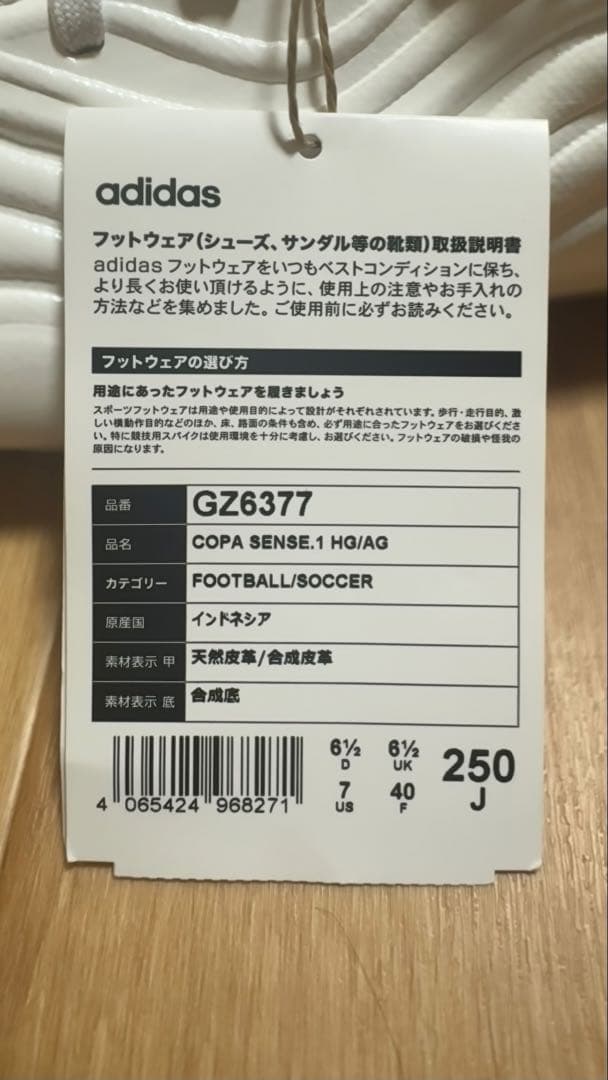 adidas
フットウェア(シューズ、サンダル等の靴類)取扱説明書
adidas フットウェアをいつもベストコンディションに保ち、
より長くお使い頂けるように、使用上の注意やお手入れの
方法などを集めました。ご使用前に必ずお読みください。
フットウェアの選び方
用途にあったフットウェアを履きましょう
スポーツフットウェアは用途や使用目的によって設計がそれぞれされています。歩行・走行目的、激
しい横動作目的などのほか、床、路面の条件も含め、必ず用途に合ったフットウェアをお選びくださ
い。特に競技用スパイクは使用環境を十分に考慮し、お選びください。フットウェアの破損や怪我の
原因になります。
品番 GZ6377
品名 COPA SENSE.1 HG/AG
カテゴリー FOOTBALL/SOCCER
原産国 インドネシア
素材表示 甲 天然皮革/合成皮革
素材表示 底 合成底
6½ 6½ 250
D UK J
7 40
US F
4 065424 968271